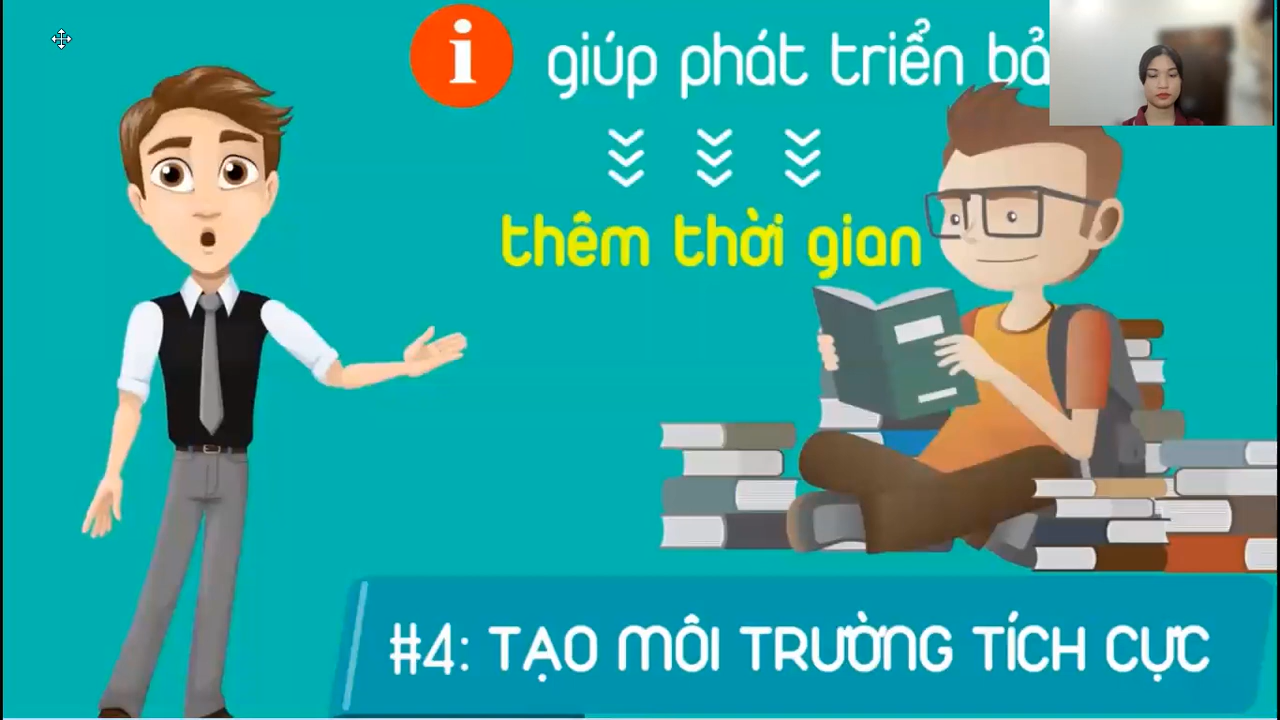 i giúp phát triển bả
thêm thời gian
#4: TẠO MÔI TRƯỜNG TÍCH CỰC